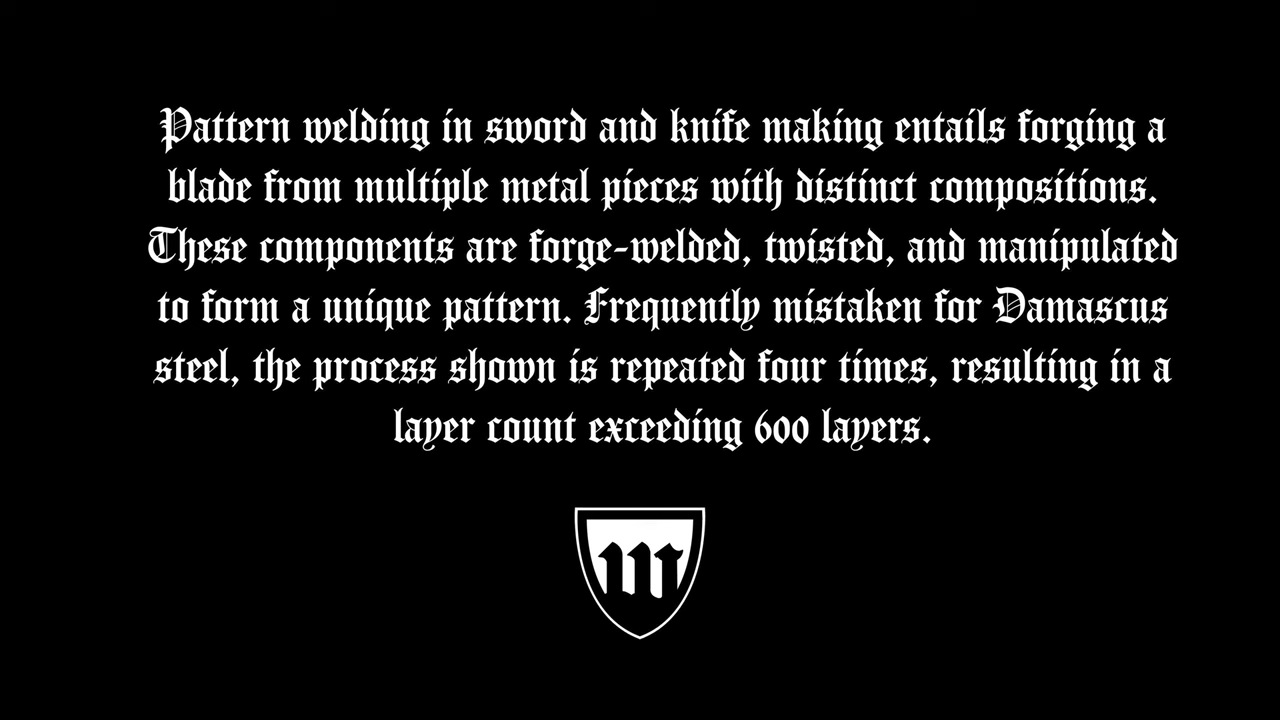 Pattern welding in sword and knife making entails forging a
blade from multiple metal pieces with distinct compositions.
These components are forge-welded, twisted, and manipulated
to form a unique pattern. Frequently mistaken for Damascus
steel, the process shown is repeated four times, resulting in a
layer count exceeding 600 layers.